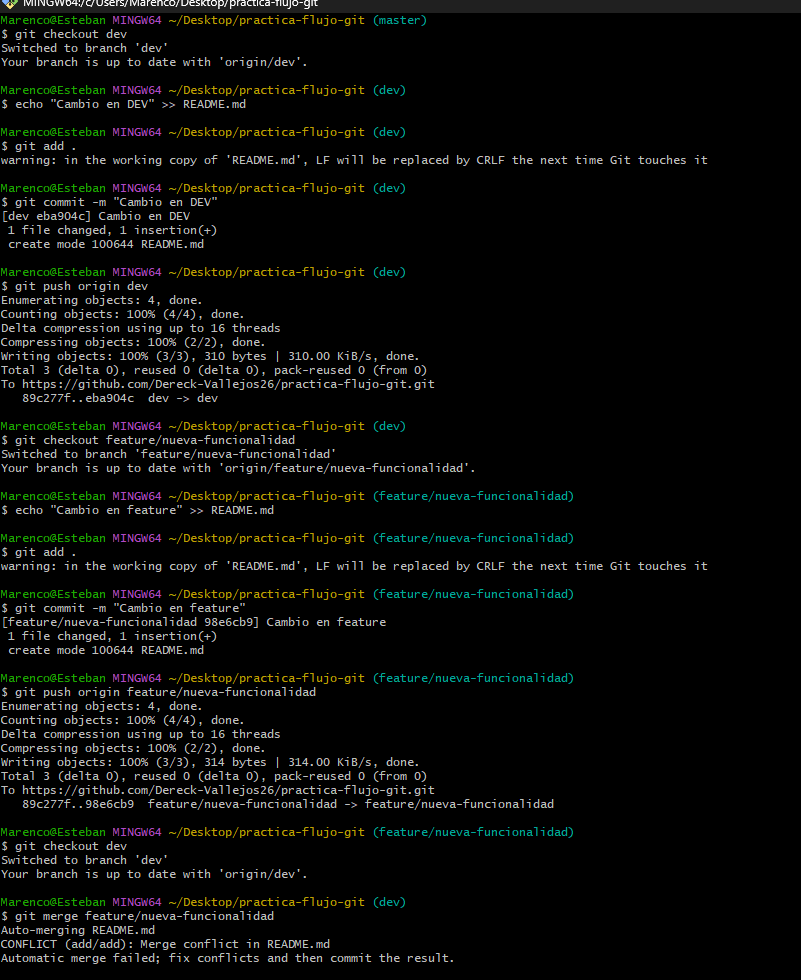 MINGW64:/c/Users/Marenco/Desktop/practica-flujo-git
Marenco@Esteban MINGW64 ~/Desktop/practica-flujo-git (master)
$ git checkout dev
Switched to branch 'dev'
Your branch is up to date with 'origin/dev'.
Marenco@Esteban MINGW64 ~/Desktop/practica-flujo-git (dev)
$ echo "Cambio en DEV" >> README.md
Marenco@Esteban MINGW64 ~/Desktop/practica-flujo-git (dev)
$ git add .
warning: in the working copy of 'README.md', LF will be replaced by CRLF the next time Git touches it
Marenco@Esteban MINGW64 ~/Desktop/practica-flujo-git (dev)
$ git commit -m "Cambio en DEV"
[dev eba904c] Cambio en DEV
 1 file changed, 1 insertion(+)
 create mode 100644 README.md
Marenco@Esteban MINGW64 ~/Desktop/practica-flujo-git (dev)
$ git push origin dev
Enumerating objects: 4, done.
Counting objects: 100% (4/4), done.
Delta compression using up to 16 threads
Compressing objects: 100% (2/2), done.
Writing objects: 100% (3/3), 310 bytes | 310.00 KiB/s, done.
Total 3 (delta 0), reused 0 (delta 0), pack-reused 0 (from 0)
To https://github.com/Dereck-Vallejos26/practica-flujo-git.git
   89c277f..eba904c  dev -> dev
Marenco@Esteban MINGW64 ~/Desktop/practica-flujo-git (dev)
$ git checkout feature/nueva-funcionalidad
Switched to branch 'feature/nueva-funcionalidad'
Your branch is up to date with 'origin/feature/nueva-funcionalidad'.
Marenco@Esteban MINGW64 ~/Desktop/practica-flujo-git (feature/nueva-funcionalidad)
$ echo "Cambio en feature" >> README.md
Marenco@Esteban MINGW64 ~/Desktop/practica-flujo-git (feature/nueva-funcionalidad)
$ git add .
warning: in the working copy of 'README.md', LF will be replaced by CRLF the next time Git touches it
Marenco@Esteban MINGW64 ~/Desktop/practica-flujo-git (feature/nueva-funcionalidad)
$ git commit -m "Cambio en feature"
[feature/nueva-funcionalidad 98e6cb9] Cambio en feature
 1 file changed, 1 insertion(+)
 create mode 100644 README.md
Marenco@Esteban MINGW64 ~/Desktop/practica-flujo-git (feature/nueva-funcionalidad)
$ git push origin feature/nueva-funcionalidad
Enumerating objects: 4, done.
Counting objects: 100% (4/4), done.
Delta compression using up to 16 threads
Compressing objects: 100% (2/2), done.
Writing objects: 100% (3/3), 314 bytes | 314.00 KiB/s, done.
Total 3 (delta 0), reused 0 (delta 0), pack-reused 0 (from 0)
To https://github.com/Dereck-Vallejos26/practica-flujo-git.git
   89c277f..98e6cb9  feature/nueva-funcionalidad -> feature/nueva-funcionalidad
Marenco@Esteban MINGW64 ~/Desktop/practica-flujo-git (feature/nueva-funcionalidad)
$ git checkout dev
Switched to branch 'dev'
Your branch is up to date with 'origin/dev'.
Marenco@Esteban MINGW64 ~/Desktop/practica-flujo-git (dev)
$ git merge feature/nueva-funcionalidad
Auto-merging README.md
CONFLICT (add/add): Merge conflict in README.md
Automatic merge failed; fix conflicts and then commit the result.